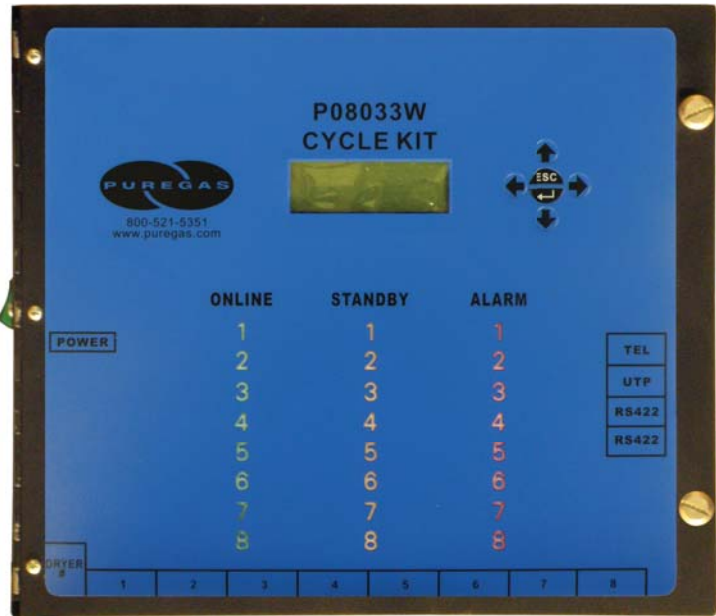 P08033W
CYCLE KIT
PUREGAS
800-521-5351
www.puregas.com
ESC
ONLINE STANDBY ALARM
1 1 1
2 2 2
3 3 3
4 4 4
5 5 5
6 6 6
7 7 7
8 8 8
POWER
TEL
UTP
RS422
RS422
DRYER
#
1 2 3 4 5 6 7 8